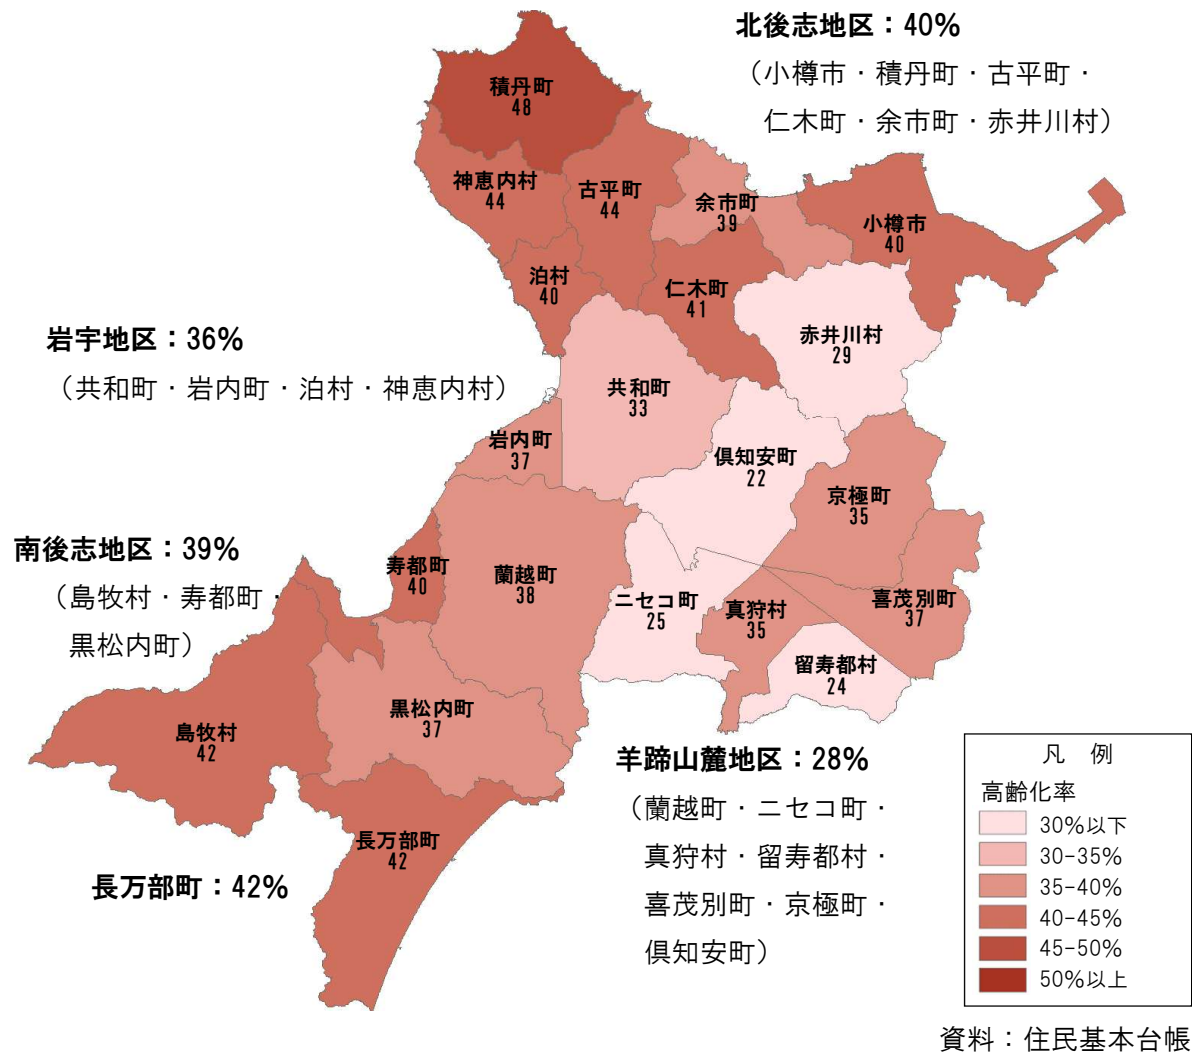 北後志地区：40%
（小樽市・積丹町・古平町・
仁木町・余市町・赤井川村）
積丹町
48
神恵内村
44
古平町
44
余市町
39
小樽市
40
泊村
40
仁木町
41
赤井川村
29
岩宇地区：36%
（共和町・岩内町・泊村・神恵内村）
共和町
33
岩内町
37
倶知安町
22
京極町
35
南後志地区：39%
（島牧村・寿都町・
黒松内町）
寿都町
40
蘭越町
38
ニセコ町
25
真狩村
35
喜茂別町
37
留寿都村
24
黒松内町
37
島牧村
42
羊蹄山麓地区：28%
（蘭越町・ニセコ町・
真狩村・留寿都村・
喜茂別町・京極町・
倶知安町）
長万部町
42
長万部町：42%
凡　例
高齢化率
30%以下
30-35%
35-40%
40-45%
45-50%
50%以上
資料：住民基本台帳